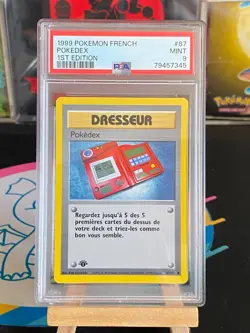 1999 POKEMON FRENCH #87
POKEDEX MINT
1ST EDITION 9
PSA 79457345
DRESSEUR
Pokédex
Regardez jusqu'à 5 des 5
premières cartes du dessus de
votre deck et triez-les comme
bon vous semble.